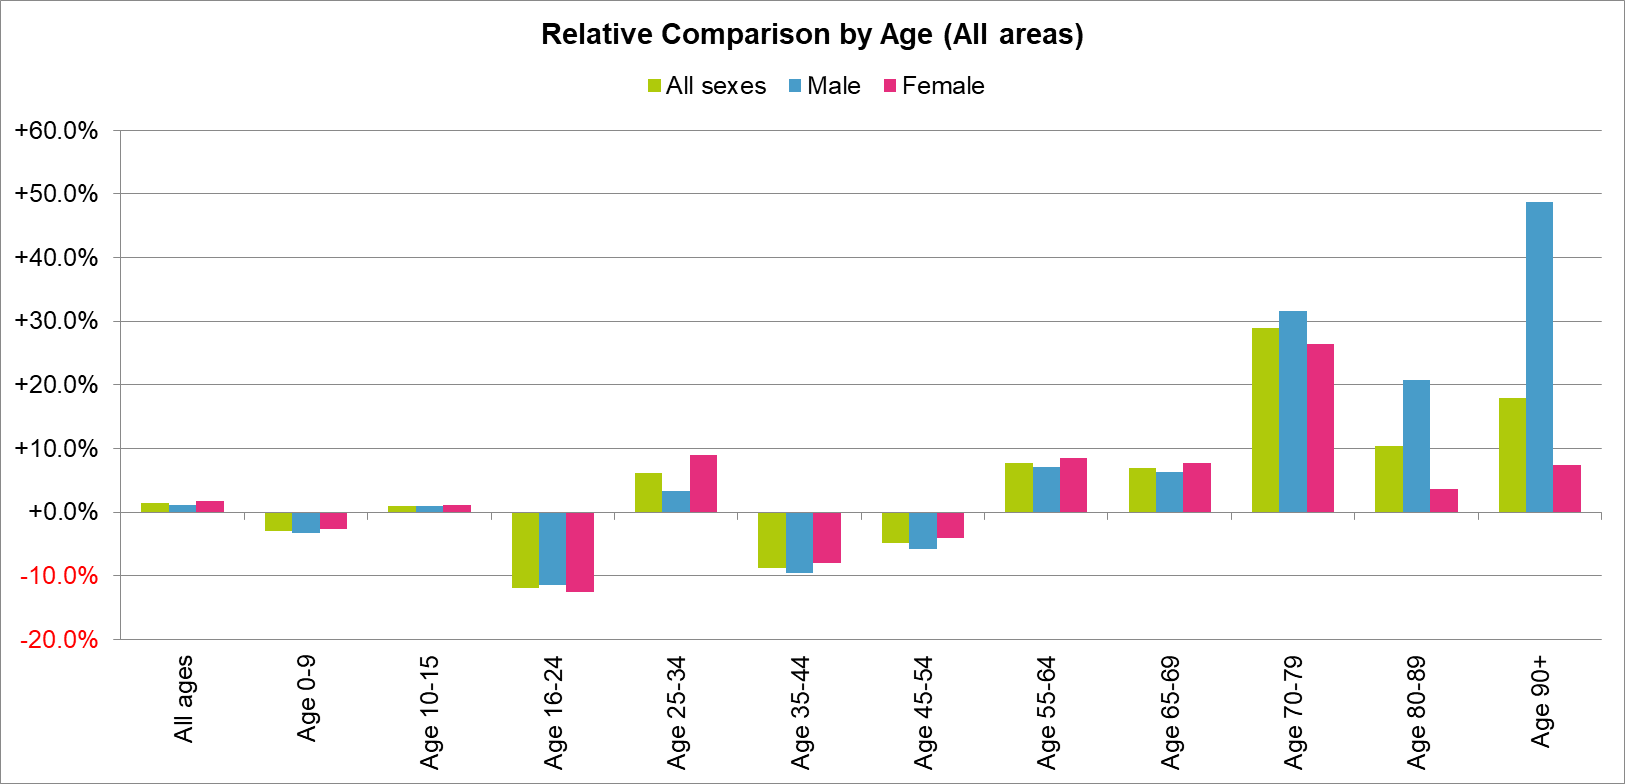 Relative Comparison by Age (All areas)
All sexes Male Female
+60.0%
+50.0%
+40.0%
+30.0%
+20.0%
+10.0%
+0.0%
-10.0%
-20.0%
All ages
Age 0-9
Age 10-15
Age 16-24
Age 25-34
Age 35-44
Age 45-54
Age 55-64
Age 65-69
Age 70-79
Age 80-89
Age 90+